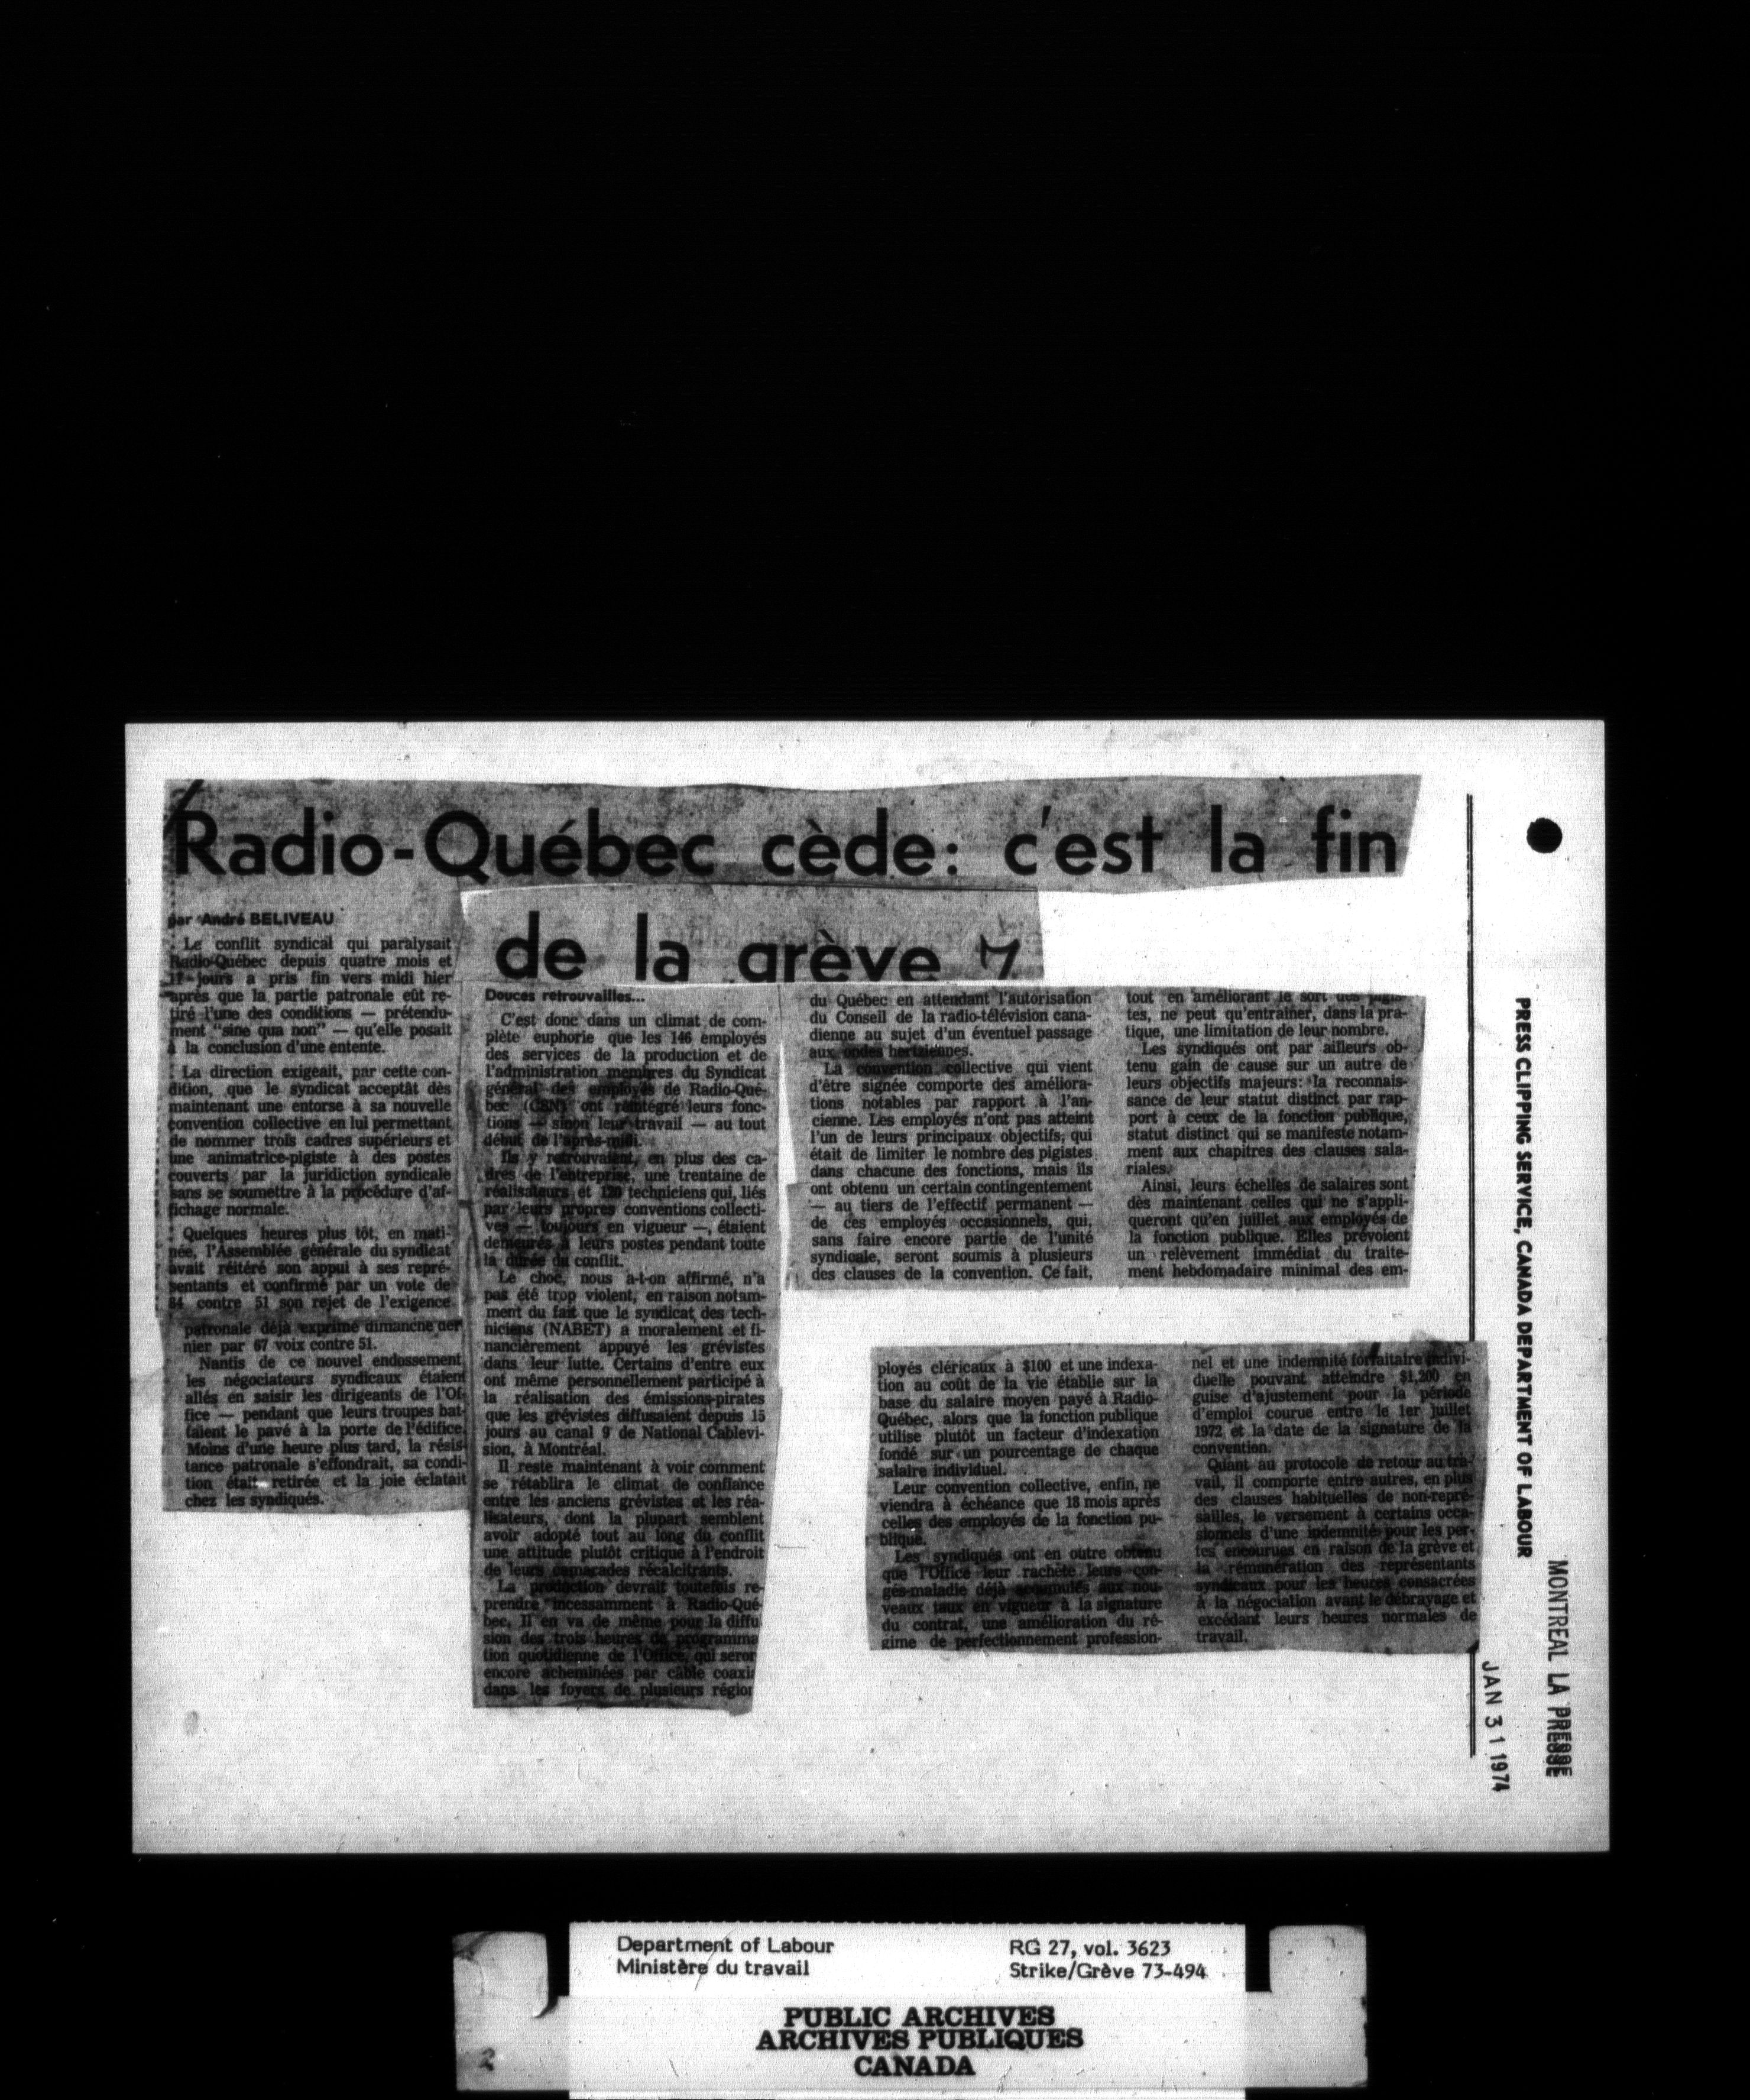 Radio-Québec cède: c'est la fin
de la grève 7
par André BELIVEAU
Le conflit syndical qui paralysait
Radio-Québec depuis quatre mois et
17 jours a pris fin vers midi hier
après que la partie patronale eût re-
tiré l'une des conditions — prétendu-
ment "sine qua non" — qu'elle posait
à la conclusion d'une entente.
La direction exigeait, par cette con-
dition, que le syndicat acceptât dès
maintenant une entorse à sa nouvelle
convention collective en lui permettant
de nommer trois cadres supérieurs et
une animatrice-pigiste à des postes
couverts par la juridiction syndicale
sans se soumettre à la procédure d'af-
fichage normale.
Quelques heures plus tôt, en mati-
née, l'Assemblée générale du syndicat
avait réitéré son appui à ses repré-
sentants et confirmé par un vote de
84 contre 51 son rejet de l'exigence
patronale déjà exprimé dimanche der
nier par 67 voix contre 51.
Nantis de ce nouvel endossement
les négociateurs syndicaux étaient
allés en saisir les dirigeants de l'Of-
fice — pendant que leurs troupes bat-
taient le pavé à la porte de l'édifice.
Moins d'une heure plus tard, la résis-
tance patronale s'effondrait, sa condi-
tion était retirée et la joie éclatait
chez les syndiqués.
Douces retrouvailles...
C'est donc dans un climat de com-
plète euphorie que les 146 employés
des services de la production et de
l'administration membres du Syndicat
général des employés de Radio-Qué-
bec (CSN) ont réintégré leurs fonc-
tions — sinon leur travail — au tout
début de l'après-midi.
Ils y retrouvaient, en plus des ca-
dres de l'entreprise, une trentaine de
réalisateurs et 120 techniciens qui, liés
par leurs propres conventions collecti-
ves — toujours en vigueur —, étaient
demeurés à leurs postes pendant toute
la durée du conflit.
Le choc, nous a-t-on affirmé, n'a
pas été trop violent, en raison notam-
ment du fait que le syndicat des tech-
niciens (NABET) a moralement et fi-
nancièrement appuyé les grévistes
dans leur lutte. Certains d'entre eux
ont même personnellement participé à
la réalisation des émissions-pirates
que les grévistes diffusaient depuis 15
jours au canal 9 de National Cablevi-
sion, à Montréal.
Il reste maintenant à voir comment
se rétablira le climat de confiance
entre les anciens grévistes et les réa-
lisateurs, dont la plupart semblent
avoir adopté tout au long du conflit
une attitude plutôt critique à l'endroit
de leurs camarades récalcitrants.
La production devrait toutefois re-
prendre incessamment à Radio-Qué-
bec. Il en va de même pour la diffu
sion des trois heures de programma
tion quotidienne de l'Office, qui seron
encore acheminées par câble coaxia
dans les foyers de plusieurs région
du Québec en attendant l'autorisation
du Conseil de la radio-télévision cana-
dienne au sujet d'un éventuel passage
aux ondes hertziennes.
La convention collective qui vient
d'être signée comporte des améliora-
tions notables par rapport à l'an-
cienne. Les employés n'ont pas atteint
l'un de leurs principaux objectifs, qui
était de limiter le nombre des pigistes
dans chacune des fonctions, mais ils
ont obtenu un certain contingentement
— au tiers de l'effectif permanent —
de ces employés occasionnels, qui,
sans faire encore partie de l'unité
syndicale, seront soumis à plusieurs
des clauses de la convention. Ce fait,
tout en améliorant le sort des pigis-
tes, ne peut qu'entraîner, dans la pra-
tique, une limitation de leur nombre.
Les syndiqués ont par ailleurs ob-
tenu gain de cause sur un autre de
leurs objectifs majeurs: la reconnais-
sance de leur statut distinct par rap-
port à ceux de la fonction publique,
statut distinct qui se manifeste notam-
ment aux chapitres des clauses sala-
riales.
Ainsi, leurs échelles de salaires sont
dès maintenant celles qui ne s'appli-
queront qu'en juillet aux employés de
la fonction publique. Elles prévoient
un relèvement immédiat du traite-
ment hebdomadaire minimal des em-
ployés cléricaux à $100 et une indexa-
tion au coût de la vie établie sur la
base du salaire moyen payé à Radio-
Québec, alors que la fonction publique
utilise plutôt un facteur d'indexation
fondé sur un pourcentage de chaque
salaire individuel.
Leur convention collective, enfin, ne
viendra à échéance que 18 mois après
celles des employés de la fonction pu-
blique.
Les syndiqués ont en outre obtenu
que l'Office leur rachète leurs con-
gés-maladie déjà accumulés aux nou-
veaux taux en vigueur à la signature
du contrat, une amélioration du ré-
gime de perfectionnement profession-
nel et une indemnité forfaitaire indivi-
duelle pouvant atteindre $1,200 en
guise d'ajustement pour la période
d'emploi courue entre le 1er juillet
1972 et la date de la signature de la
convention.
Quant au protocole de retour au tra-
vail, il comporte entre autres, en plus
des clauses habituelles de non-repré-
sailles, le versement à certains occa-
sionnels d'une indemnité pour les per-
tes encourues en raison de la grève et
la rémunération des représentants
syndicaux pour les heures consacrées
à la négociation avant le débrayage et
excédant leurs heures normales de
travail.
PRESS CLIPPING SERVICE, CANADA DEPARTMENT OF LABOUR
MONTREAL LA PRESSE
JAN 31 1974
Department of Labour
Ministère du travail
RG 27, vol. 3623
Strike/Grève 73-494
PUBLIC ARCHIVES
ARCHIVES PUBLIQUES
CANADA
2